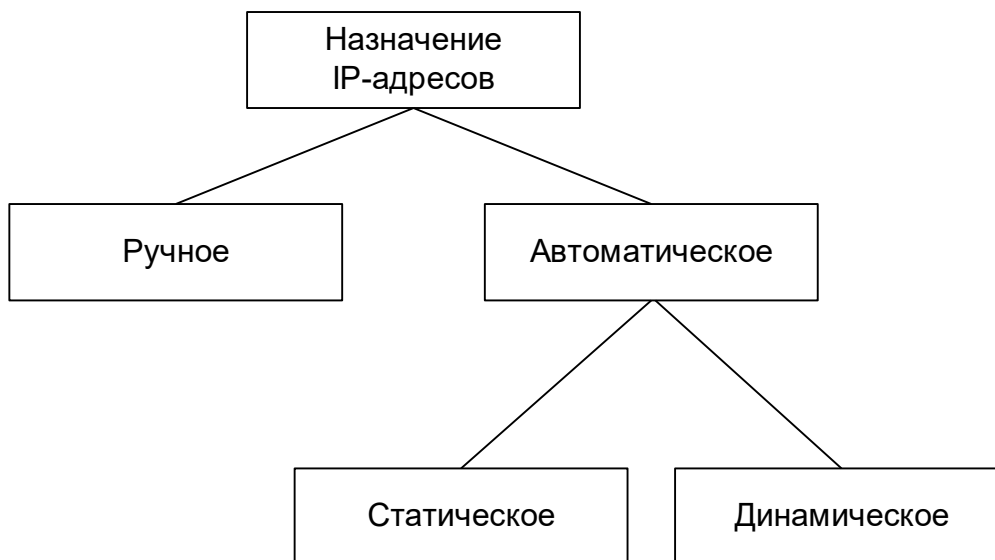 Назначение
IP-адресов
Ручное
Автоматическое
Статическое
Динамическое